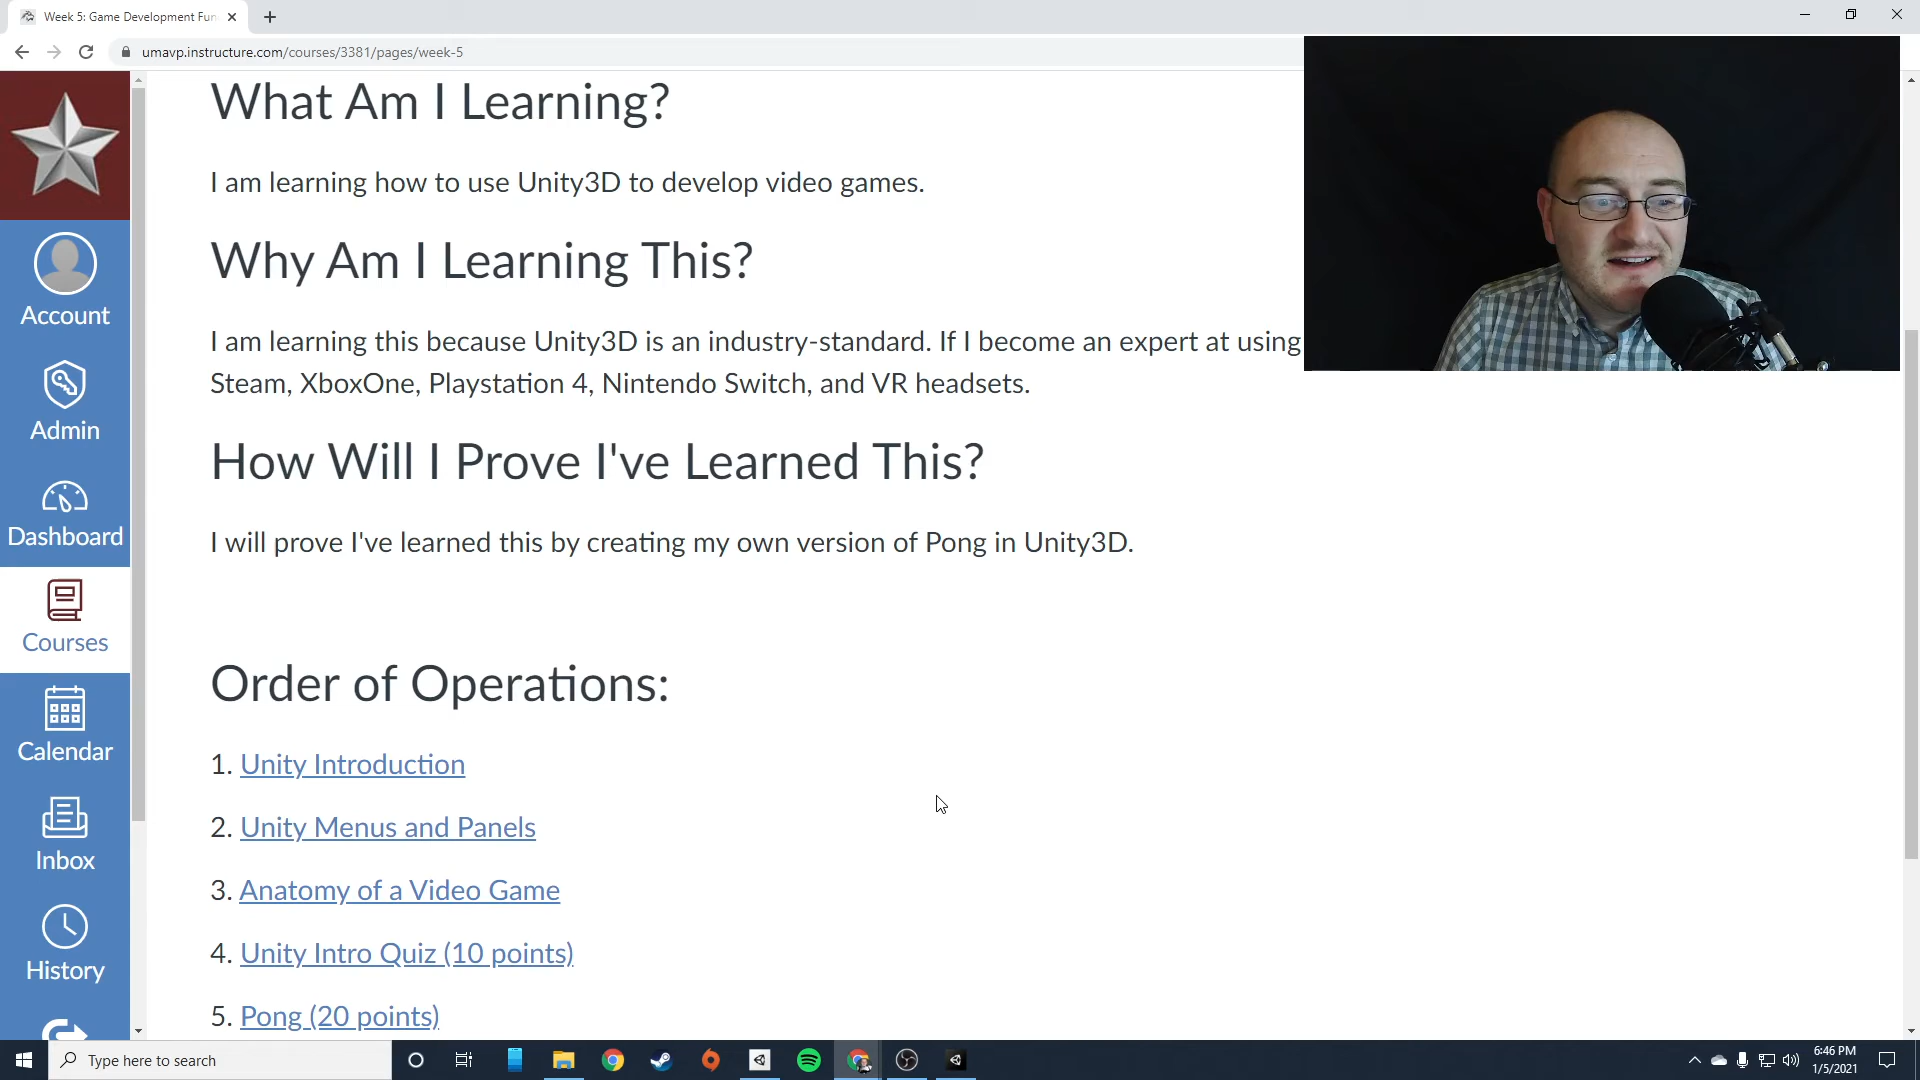 Week 5: Game Development Fun
umavp.instructure.com/courses/3381/pages/week-5
What Am I Learning?
I am learning how to use Unity3D to develop video games.
Why Am I Learning This?
I am learning this because Unity3D is an industry-standard. If I become an expert at using
Steam, XboxOne, Playstation 4, Nintendo Switch, and VR headsets.
How Will I Prove I've Learned This?
I will prove I've learned this by creating my own version of Pong in Unity3D.
Order of Operations:
1. Unity Introduction
2. Unity Menus and Panels
3. Anatomy of a Video Game
4. Unity Intro Quiz (10 points)
5. Pong (20 points)
Account
Admin
Dashboard
Courses
Calendar
Inbox
History
Type here to search
6:46 PM
1/5/2021